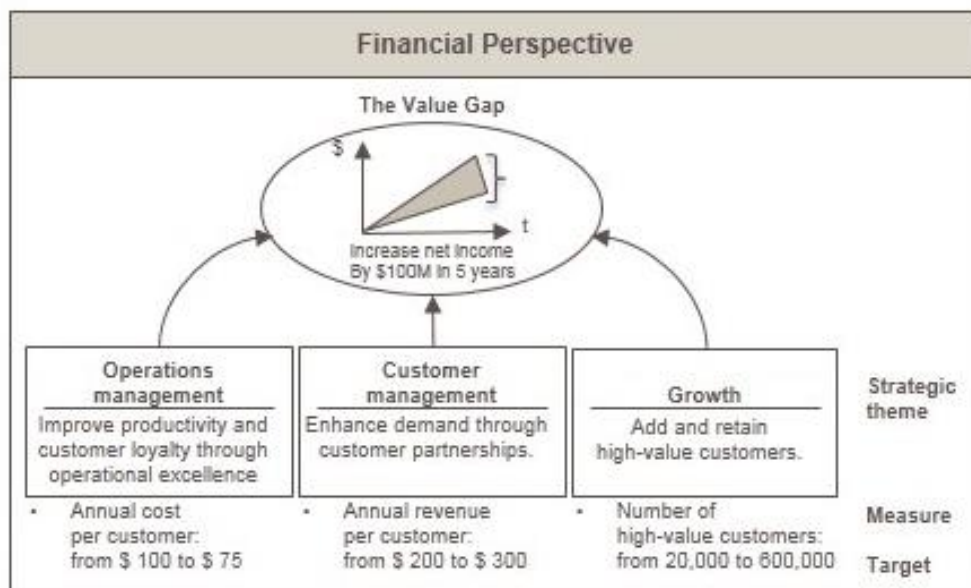 Financial Perspective
The Value Gap
$
t
Increase net income
By $100M in 5 years
Operations
management
Improve productivity and
customer loyalty through
operational excellence
Customer
management
Enhance demand through
customer partnerships.
Growth
Add and retain
high-value customers.
Strategic
theme
• Annual cost
per customer:
from $ 100 to $ 75
• Annual revenue
per customer:
from $ 200 to $ 300
• Number of
high-value customers:
from 20,000 to 600,000
Measure
Target